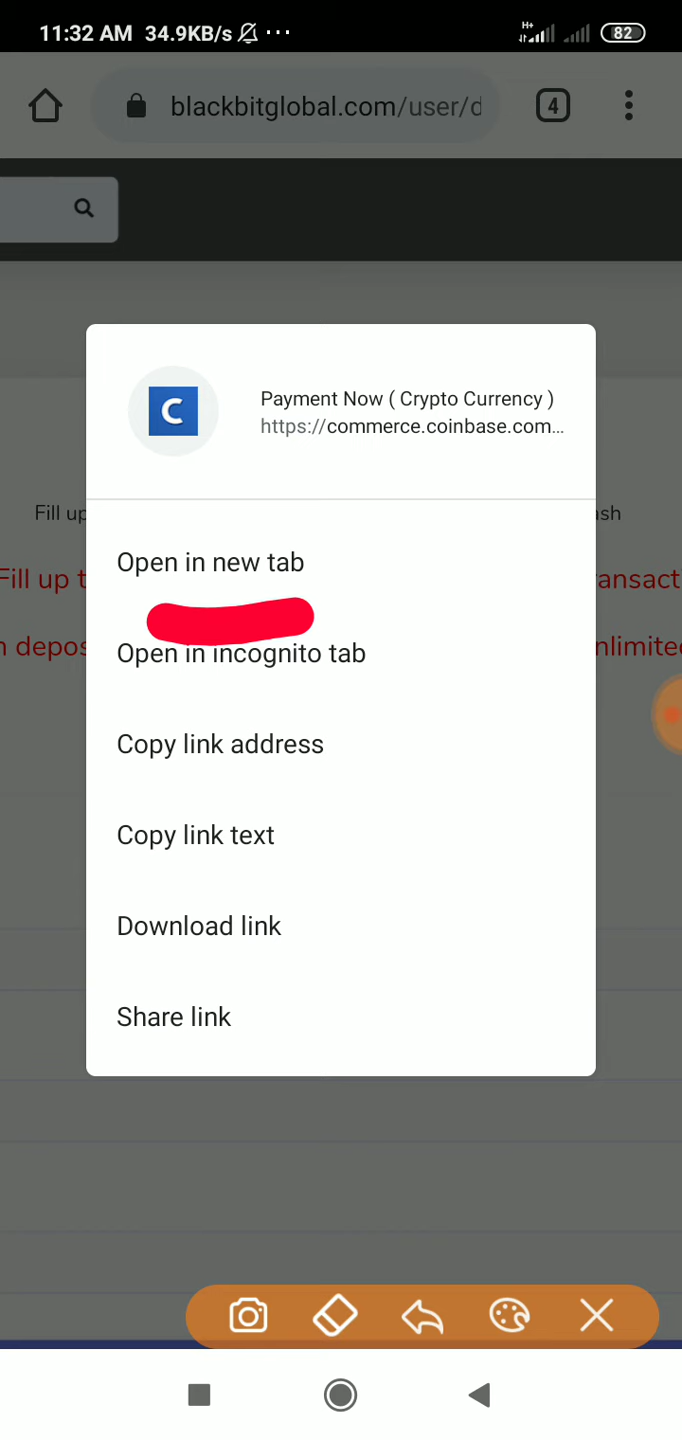 11:32 AM 34.9KB/s ...
H+
82
blackbitglobal.com/user/d
4
C
Payment Now ( Crypto Currency )
https://commerce.coinbase.com...
Fill up
ash
Open in new tab
Fill up t
ansact
Open in incognito tab
n depos
nlimite
Copy link address
Copy link text
Download link
Share link